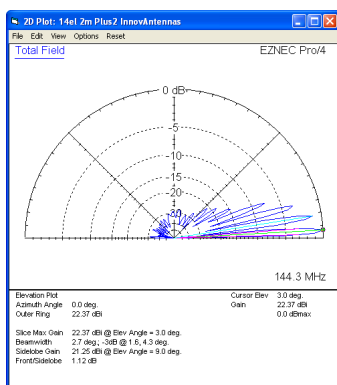 2D Plot: 14el 2m Plus2 InnovAntennas
File Edit View Options Reset
Total Field
EZNEC Pro/4
0 dB
-5
-10
-15
-20
-30
144.3 MHz
Elevation Plot
Azimuth Angle 0.0 deg.
Outer Ring 22.37 dBi
Cursor Elev 3.0 deg.
Gain 22.37 dBi
0.0 dBmax
Slice Max Gain 22.37 dBi @ Elev Angle = 3.0 deg.
Beamwidth 2.7 deg.; -3dB @ 1.6, 4.3 deg.
Sidelobe Gain 21.25 dBi @ Elev Angle = 9.0 deg.
Front/Sidelobe 1.12 dB